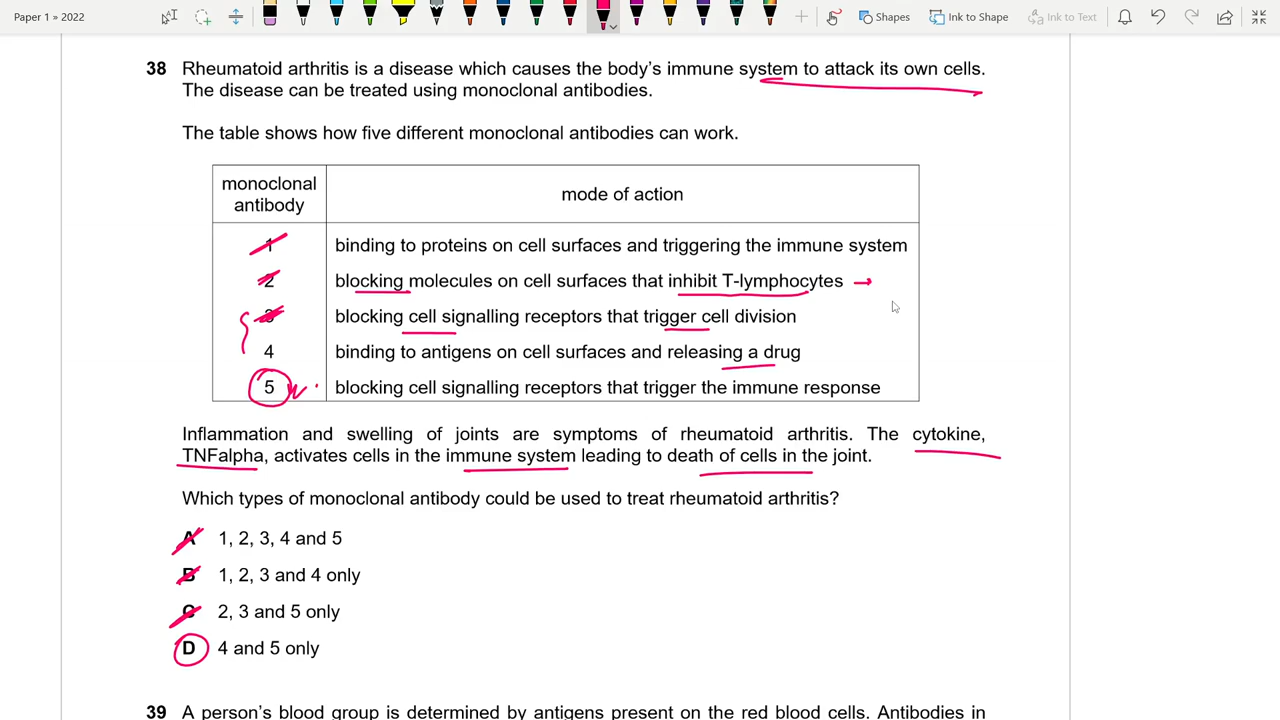 Paper 1 » 2022
Shapes
Ink to Shape
Ink to Text
38 Rheumatoid arthritis is a disease which causes the body's immune system to attack its own cells.
The disease can be treated using monoclonal antibodies.
The table shows how five different monoclonal antibodies can work.
monoclonal antibody
mode of action
1 binding to proteins on cell surfaces and triggering the immune system
2 blocking molecules on cell surfaces that inhibit T-lymphocytes
3 blocking cell signalling receptors that trigger cell division
4 binding to antigens on cell surfaces and releasing a drug
5 blocking cell signalling receptors that trigger the immune response
Inflammation and swelling of joints are symptoms of rheumatoid arthritis. The cytokine,
TNFalpha, activates cells in the immune system leading to death of cells in the joint.
Which types of monoclonal antibody could be used to treat rheumatoid arthritis?
A 1, 2, 3, 4 and 5
B 1, 2, 3 and 4 only
C 2, 3 and 5 only
D 4 and 5 only
39 A person's blood group is determined by antigens present on the red blood cells. Antibodies in